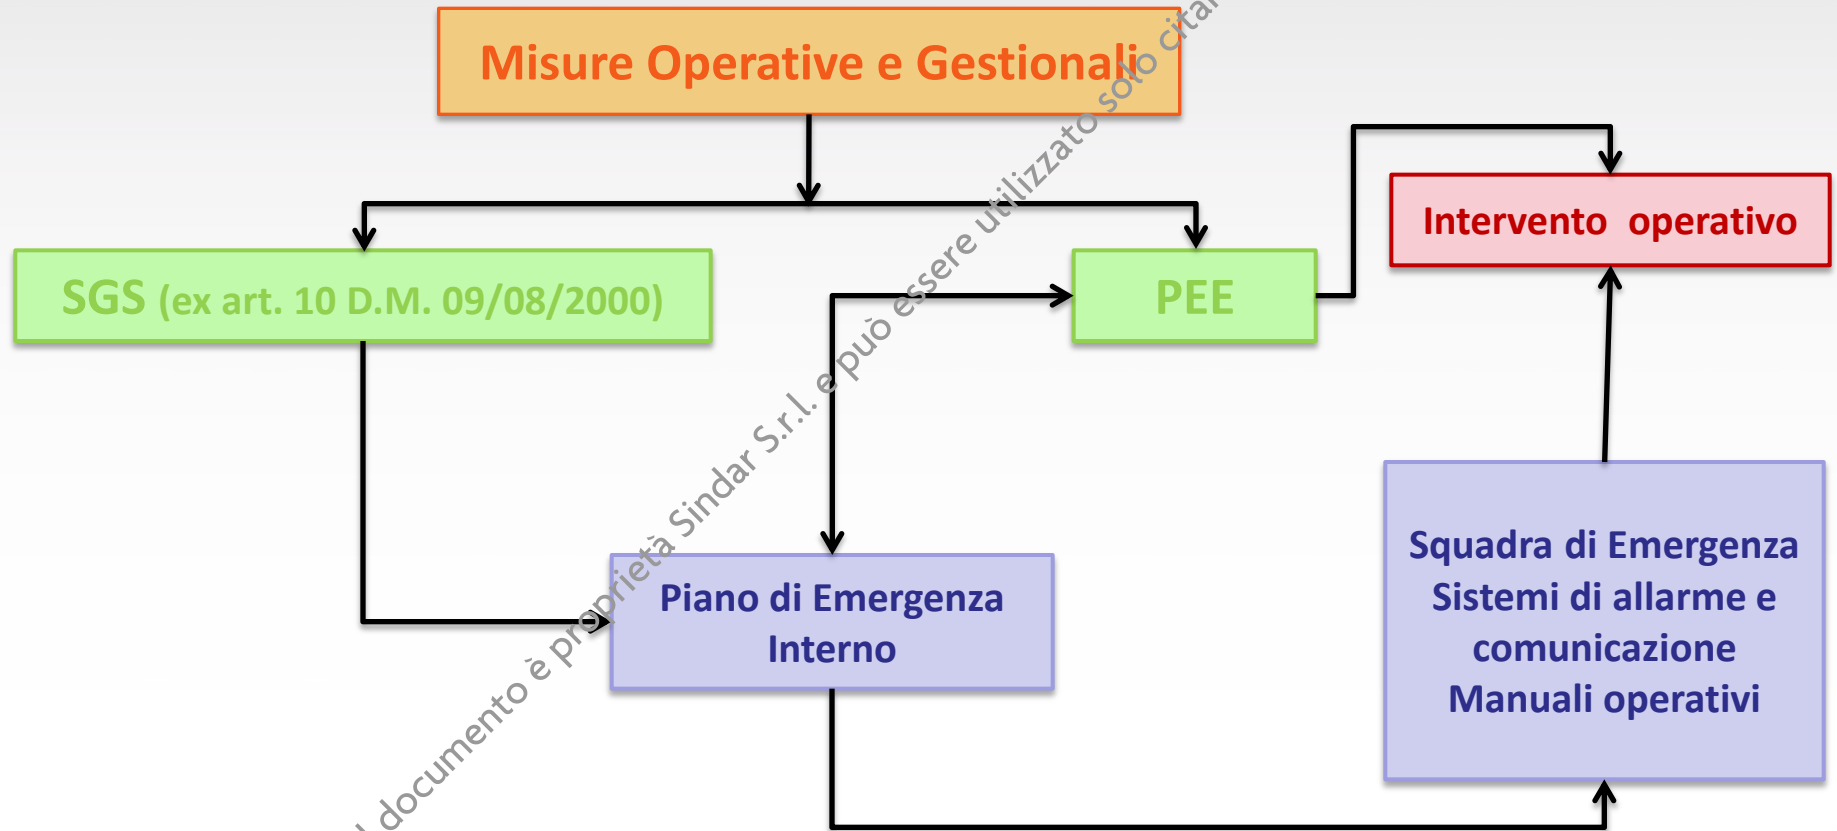 Misure Operative e Gestionali
Intervento operativo
SGS (ex art. 10 D.M. 09/08/2000)
PEE
Piano di Emergenza
Interno
Squadra di Emergenza
Sistemi di allarme e
comunicazione
Manuali operativi
documento è proprietà Sindar S.r.l. e può essere utilizzato solo